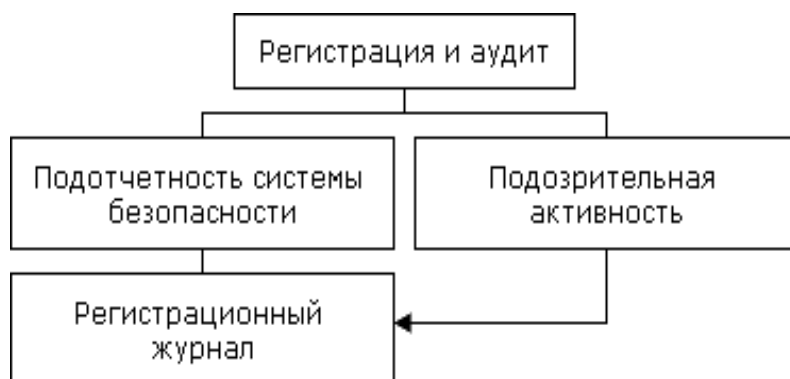 Регистрация и аудит
Подотчетность системы
безопасности
Подозрительная
активность
Регистрационный
журнал